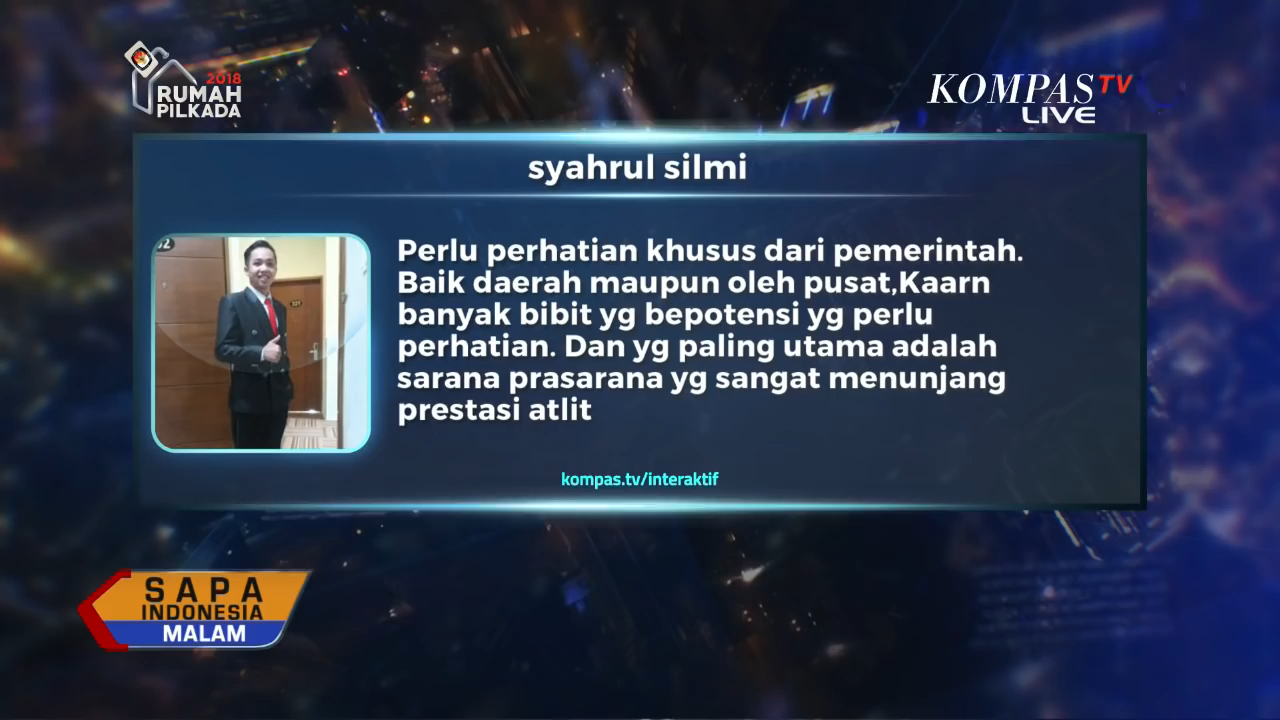 2018
RUMAH
PILKADA
KOMPAS TV
LIVE
syahrul silmi
Perlu perhatian khusus dari pemerintah.
Baik daerah maupun oleh pusat,Kaarn
banyak bibit yg bepotensi yg perlu
perhatian. Dan yg paling utama adalah
sarana prasarana yg sangat menunjang
prestasi atlit
kompas.tv/interaktif
SAPA
INDONESIA
MALAM